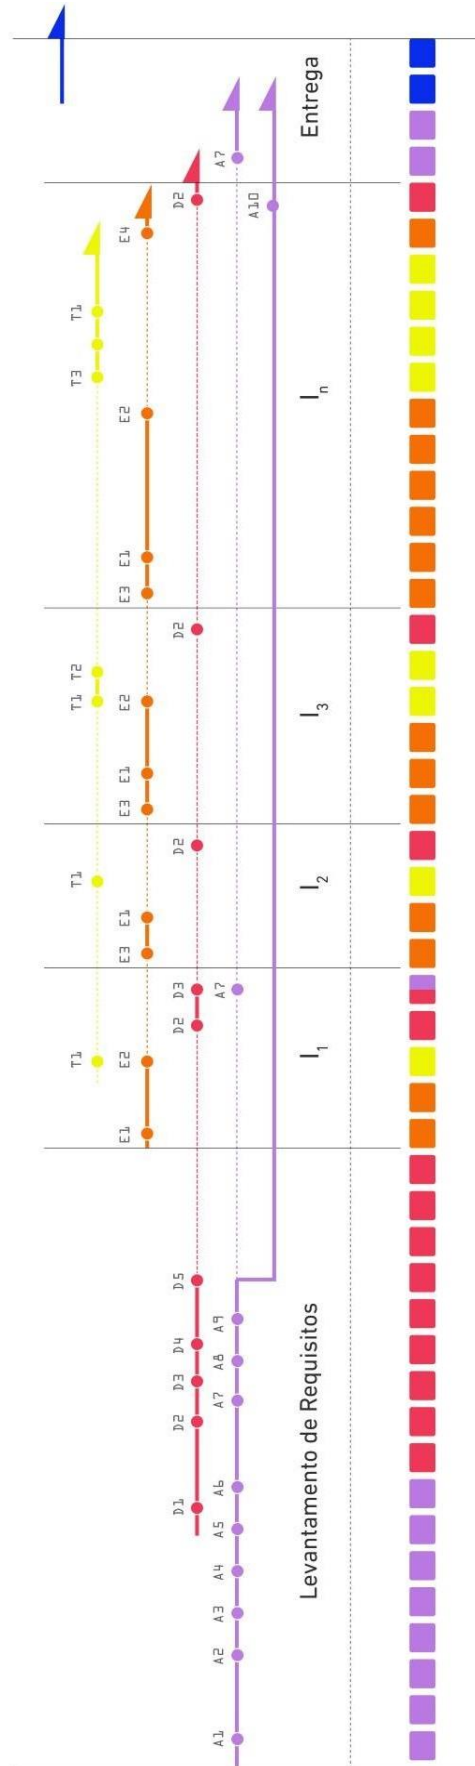 T1 T1 T1 T2 T3 T1
E1 E2 E3 E1 E3 E1 E2 E3 E1 E2 E4
D1 D2 D3 D4 D5 D2 D3 D2 D2 D2
A1 A2 A3 A4 A5 A6 A7 A8 A9 A7 A7
A10
Levantamento de Requisitos I₁ I₂ I₃ Iₙ Entrega